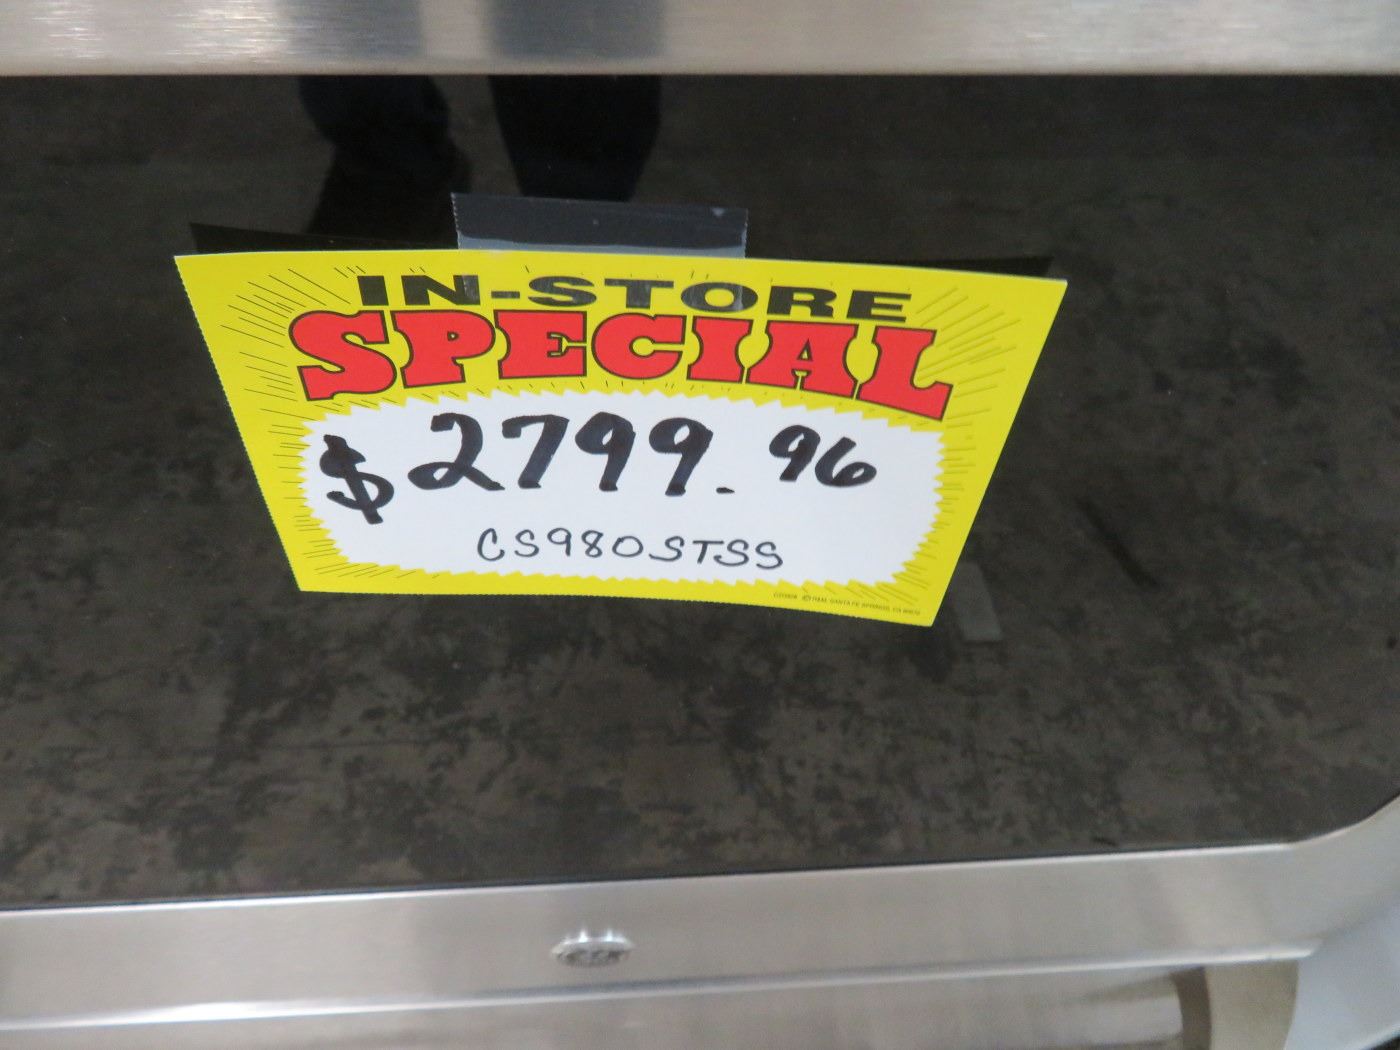 IN-STORE
SPECIAL
$2799.96
CS980STSS